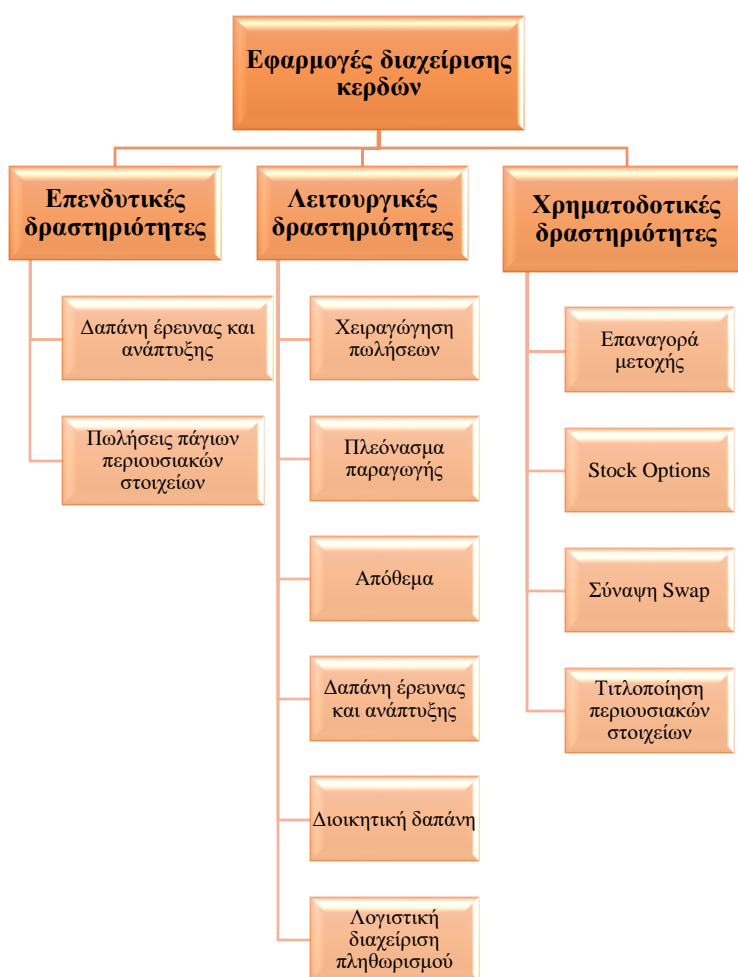 Εφαρμογές διαχείρισης
κερδών
Επενδυτικές
δραστηριότητες
Δαπάνη έρευνας και
ανάπτυξης
Πωλήσεις πάγιων
περιουσιακών
στοιχείων
Λειτουργικές
δραστηριότητες
Χειραγώγηση
πωλήσεων
Πλεόνασμα
παραγωγής
Απόθεμα
Δαπάνη έρευνας
και ανάπτυξης
Διοικητική δαπάνη
Λογιστική
διαχείριση
πληθωρισμού
Χρηματοδοτικές
δραστηριότητες
Επαναγορά
μετοχής
Stock Options
Σύναψη Swap
Τιτλοποίηση
περιουσιακών
στοιχείων